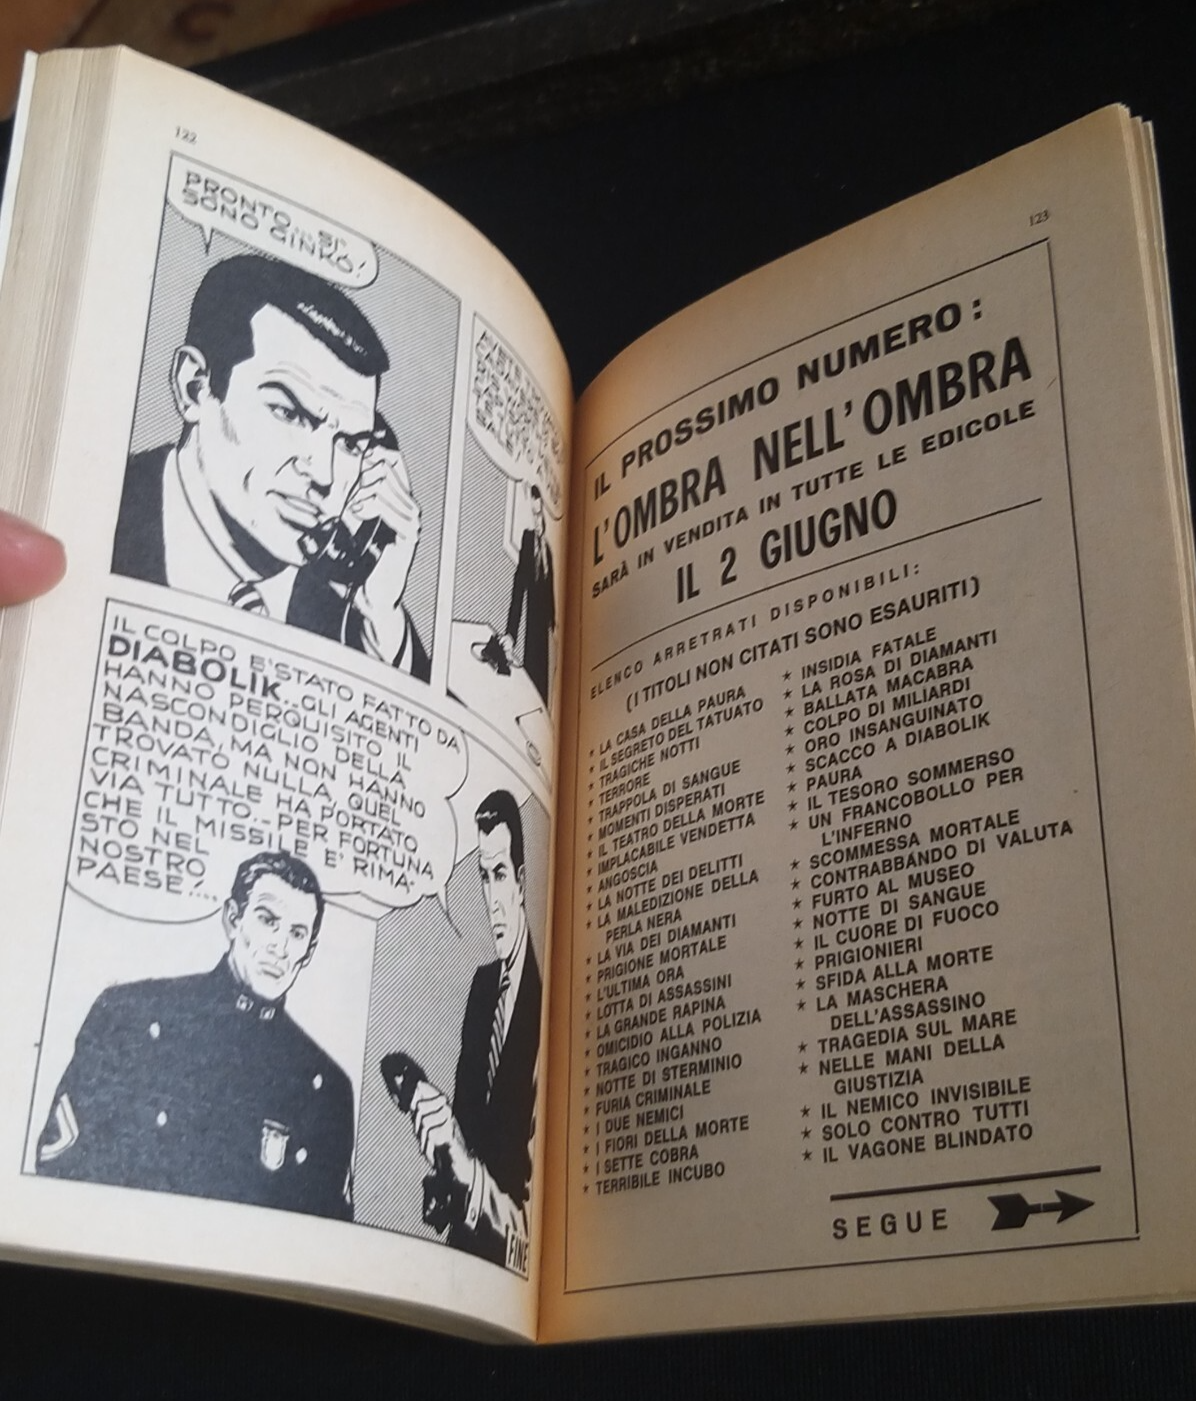 122
PRONTO... SÌ,
SONO GINKO!
SALE!
IL COLPO E' STATO FATTO DA
DIABOLIK... GLI AGENTI
HANNO PERQUISITO IL
NASCONDIGLIO DELLA
BANDA, MA NON HANNO
TROVATO NULLA, QUEL
CRIMINALE HA PORTATO
VIA TUTTO... PER FORTUNA
CHE IL MISSILE E' RIMA-
STO NEL
NOSTRO
PAESE!...
FINE
123
IL PROSSIMO NUMERO:
L'OMBRA NELL'OMBRA
SARÀ IN VENDITA IN TUTTE LE EDICOLE
IL 2 GIUGNO
ELENCO ARRETRATI DISPONIBILI:
(I TITOLI NON CITATI SONO ESAURITI)
* LA CASA DELLA PAURA
* IL SEGRETO DEL TATUATO
* TRAGICHE NOTTI
* TERRORE
* TRAPPOLA DI SANGUE
* MOMENTI DISPERATI
* IL TEATRO DELLA MORTE
* IMPLACABILE VENDETTA
* ANGOSCIA
* LA NOTTE DEI DELITTI
* LA MALEDIZIONE DELLA
PERLA NERA
* LA VIA DEI DIAMANTI
* PRIGIONE MORTALE
* L'ULTIMA ORA
* LOTTA DI ASSASSINI
* LA GRANDE RAPINA
* OMICIDIO ALLA POLIZIA
* TRAGICO INGANNO
* NOTTE DI STERMINIO
* FURIA CRIMINALE
* I DUE NEMICI
* I FIORI DELLA MORTE
* I SETTE COBRA
* TERRIBILE INCUBO
* INSIDIA FATALE
* LA ROSA DI DIAMANTI
* BALLATA MACABRA
* COLPO DI MILIARDI
* ORO INSANGUINATO
* SCACCO A DIABOLIK
* PAURA
* IL TESORO SOMMERSO
* UN FRANCOBOLLO PER
L'INFERNO
* SCOMMESSA MORTALE
* CONTRABBANDO DI VALUTA
* FURTO AL MUSEO
* NOTTE DI SANGUE
* IL CUORE DI FUOCO
* PRIGIONIERI
* SFIDA ALLA MORTE
* LA MASCHERA
DELL'ASSASSINO
* TRAGEDIA SUL MARE
* NELLE MANI DELLA
GIUSTIZIA
* IL NEMICO INVISIBILE
* SOLO CONTRO TUTTI
* IL VAGONE BLINDATO
SEGUE